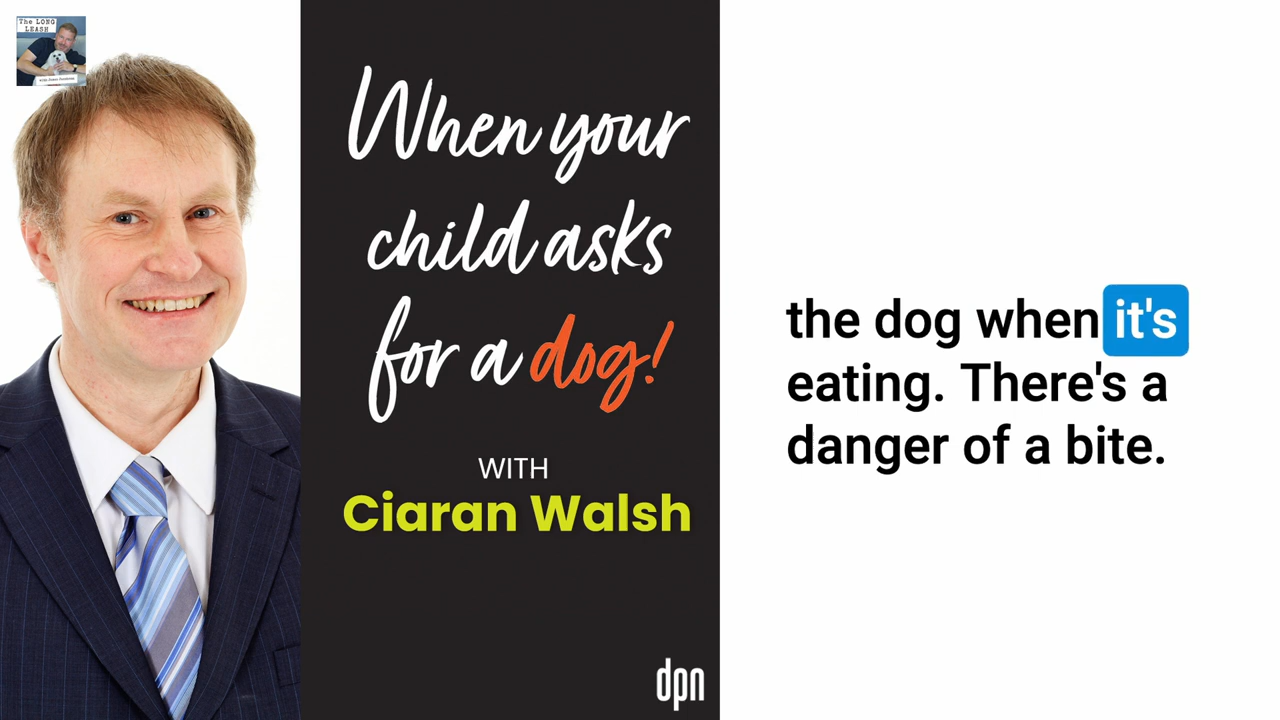 The LONG
LEASH
When your
child asks
for a dog!
WITH
Ciaran Walsh
dpn
the dog when it's
eating. There's a
danger of a bite.